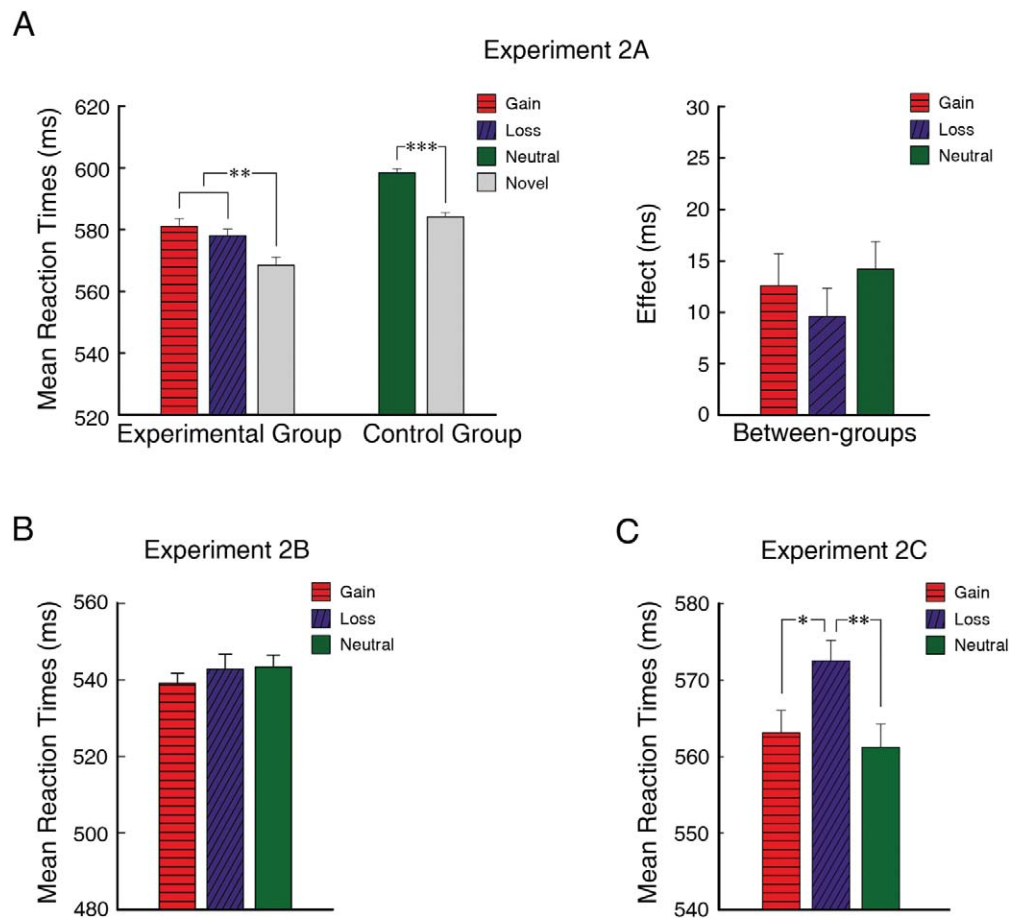 A
Experiment 2A
Mean Reaction Times (ms)
620
600
580
560
540
520
**
***
Gain
Loss
Neutral
Novel
Experimental Group
Control Group
Effect (ms)
30
25
20
15
10
5
0
Gain
Loss
Neutral
Between-groups
B
Experiment 2B
Mean Reaction Times (ms)
560
540
520
500
480
Gain
Loss
Neutral
C
Experiment 2C
Mean Reaction Times (ms)
580
570
560
550
540
*
**
Gain
Loss
Neutral